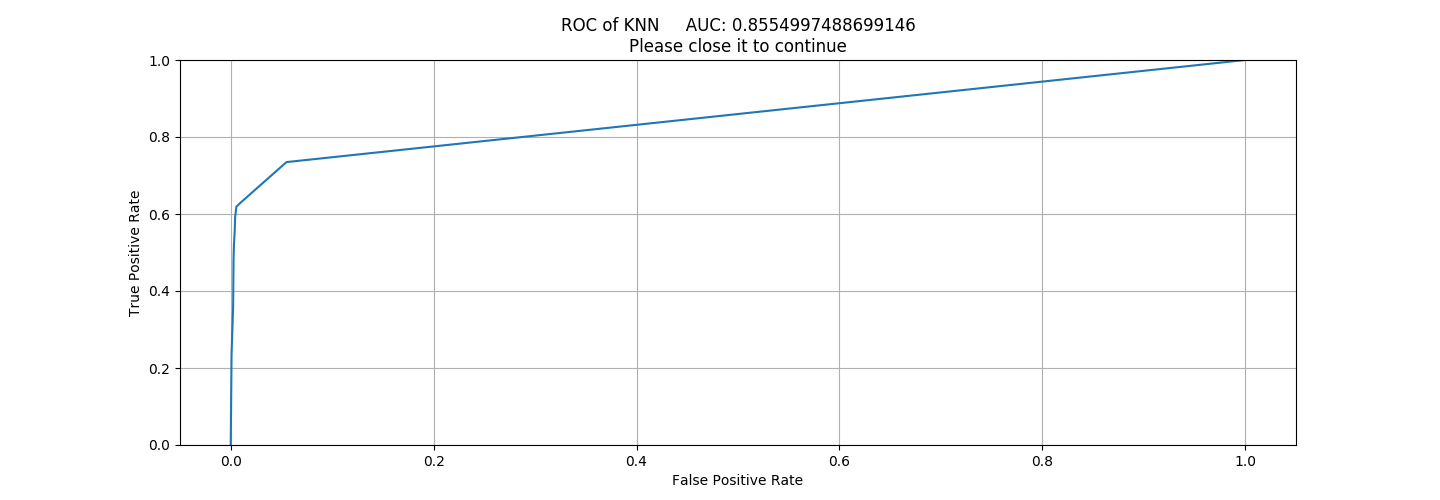 ROC of KNN     AUC: 0.8554997488699146
Please close it to continue
1.0
0.8
0.6
0.4
0.2
0.0
True Positive Rate
0.0 0.2 0.4 0.6 0.8 1.0
False Positive Rate